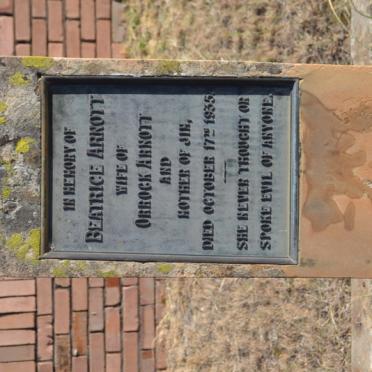 IN MEMORY OF
BEATRICE ARNOTT
WIFE OF
ORROCK ARNOTT
AND
MOTHER OF JIM,
DIED OCTOBER 17TH 1935.
SHE NEVER THOUGHT OR
SPOKE EVIL OF ANYONE.